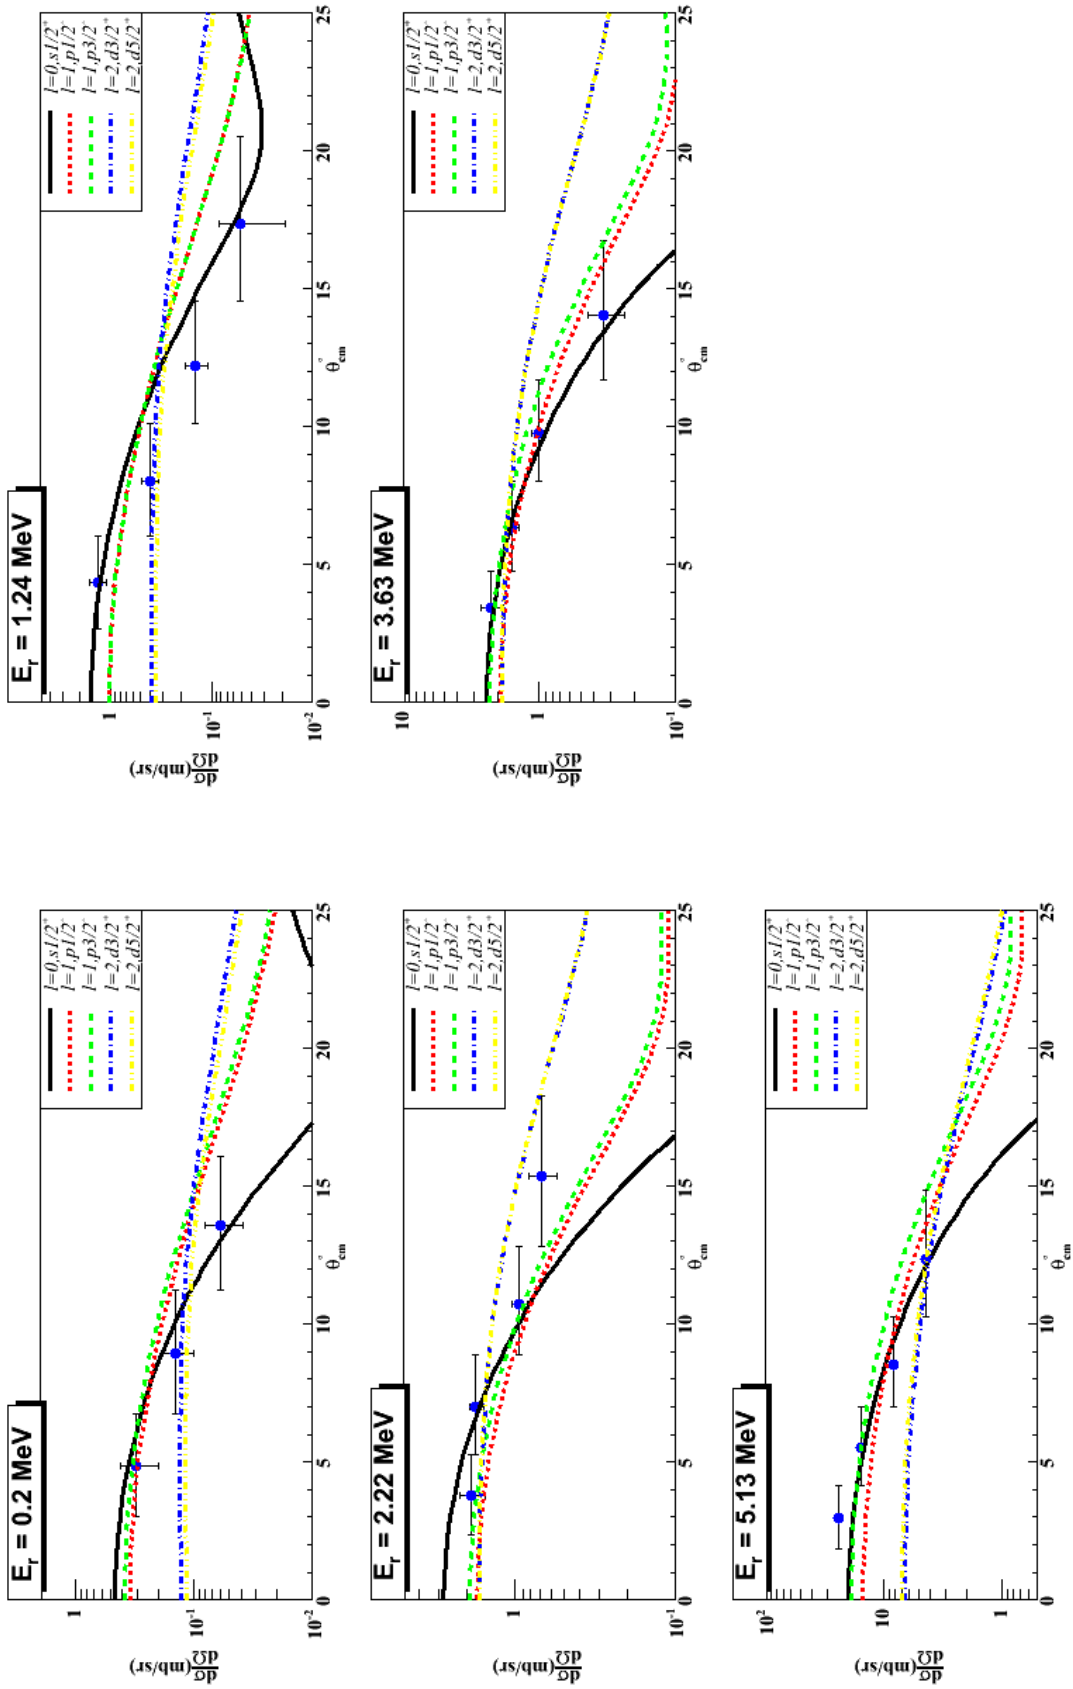 E_r = 0.2 MeV
l=0,s1/2⁺
l=1,p1/2⁻
l=1,p3/2⁻
l=2,d3/2⁺
l=2,d5/2⁺
dσ/dΩ (mb/sr)
1
10⁻¹
10⁻²
0 5 10 15 20 25
θ°cm
E_r = 1.24 MeV
l=0,s1/2⁺
l=1,p1/2⁻
l=1,p3/2⁻
l=2,d3/2⁺
l=2,d5/2⁺
dσ/dΩ (mb/sr)
1
10⁻¹
10⁻²
0 5 10 15 20 25
θ°cm
E_r = 2.22 MeV
l=0,s1/2⁺
l=1,p1/2⁻
l=1,p3/2⁻
l=2,d3/2⁺
l=2,d5/2⁺
dσ/dΩ (mb/sr)
1
10⁻¹
0 5 10 15 20 25
θ°cm
E_r = 3.63 MeV
l=0,s1/2⁺
l=1,p1/2⁻
l=1,p3/2⁻
l=2,d3/2⁺
l=2,d5/2⁺
dσ/dΩ (mb/sr)
10
1
10⁻¹
0 5 10 15 20 25
θ°cm
E_r = 5.13 MeV
l=0,s1/2⁺
l=1,p1/2⁻
l=1,p3/2⁻
l=2,d3/2⁺
l=2,d5/2⁺
dσ/dΩ (mb/sr)
10²
10
1
0 5 10 15 20 25
θ°cm